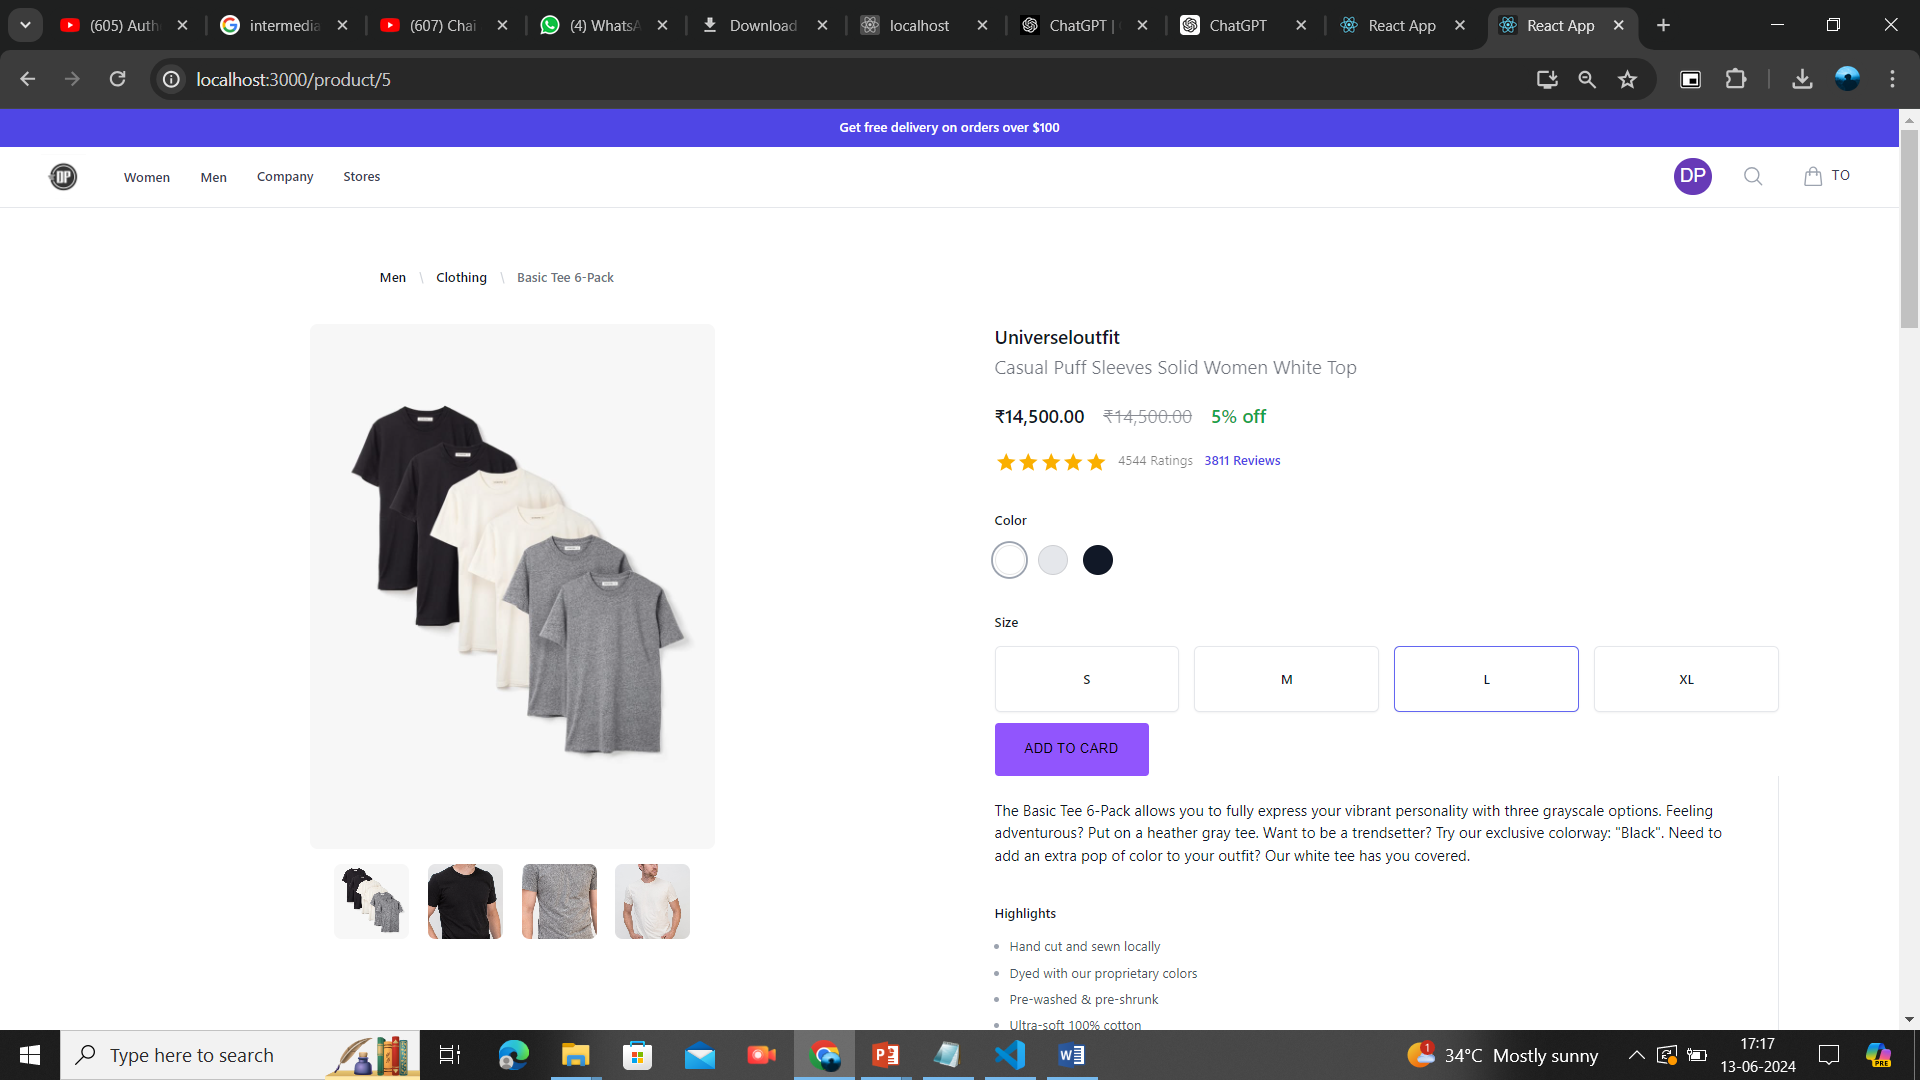 (605) Auth
intermedia
(607) Chai
(4) WhatsA
Download
localhost
ChatGPT |
ChatGPT
React App
React App
localhost:3000/product/5
Get free delivery on orders over $100
DP
Women
Men
Company
Stores
DP
TO
Men \ Clothing \ Basic Tee 6-Pack
Universeloutfit
Casual Puff Sleeves Solid Women White Top
₹14,500.00 ₹14,500.00 5% off
4544 Ratings 3811 Reviews
Color
Size
S
M
L
XL
ADD TO CARD
The Basic Tee 6-Pack allows you to fully express your vibrant personality with three grayscale options. Feeling
adventurous? Put on a heather gray tee. Want to be a trendsetter? Try our exclusive colorway: "Black". Need to
add an extra pop of color to your outfit? Our white tee has you covered.
Highlights
Hand cut and sewn locally
Dyed with our proprietary colors
Pre-washed & pre-shrunk
Ultra-soft 100% cotton
Type here to search
1
34°C Mostly sunny
17:17
13-06-2024
PRE